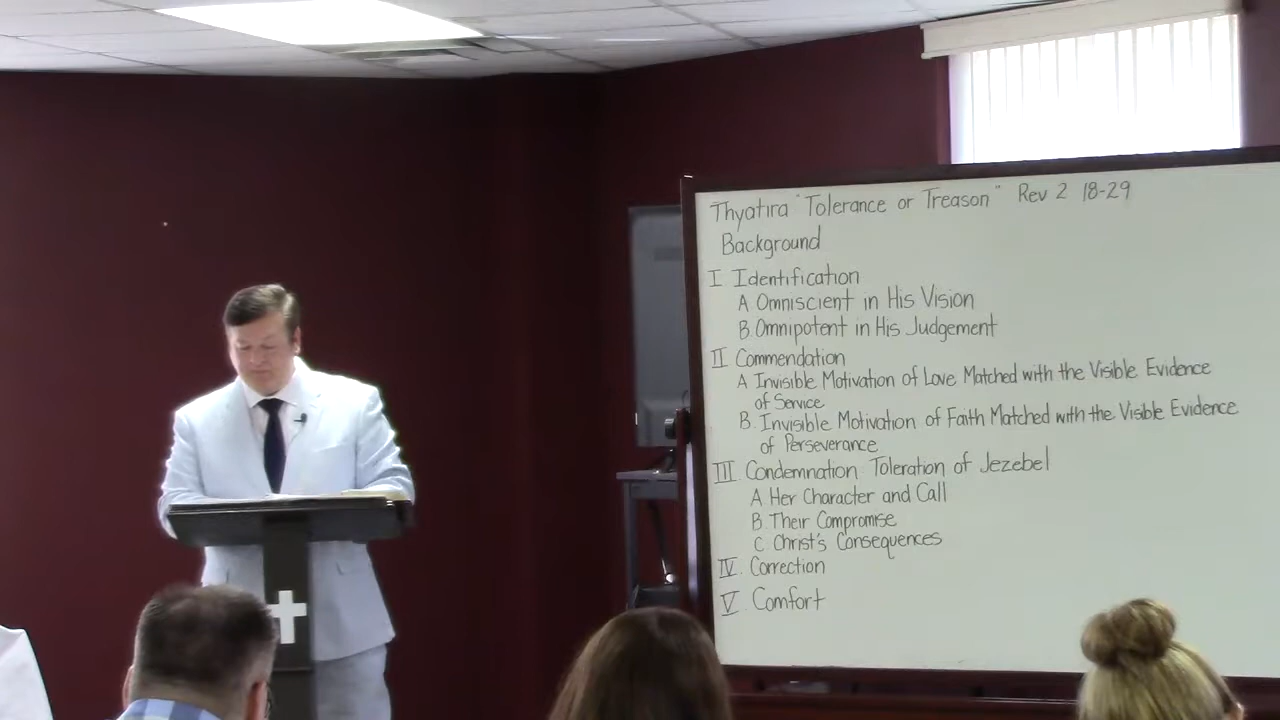 Thyatira "Tolerance or Treason" Rev 2 18-29
Background
I Identification
A Omniscient in His Vision
B. Omnipotent in His Judgement
II Commendation
A Invisible Motivation of Love Matched with the Visible Evidence
of Service
B. Invisible Motivation of Faith Matched with the Visible Evidence
of Perseverance
III Condemnation Toleration of Jezebel
A Her Character and Call
B. Their Compromise
C. Christ's Consequences
IV. Correction
V. Comfort